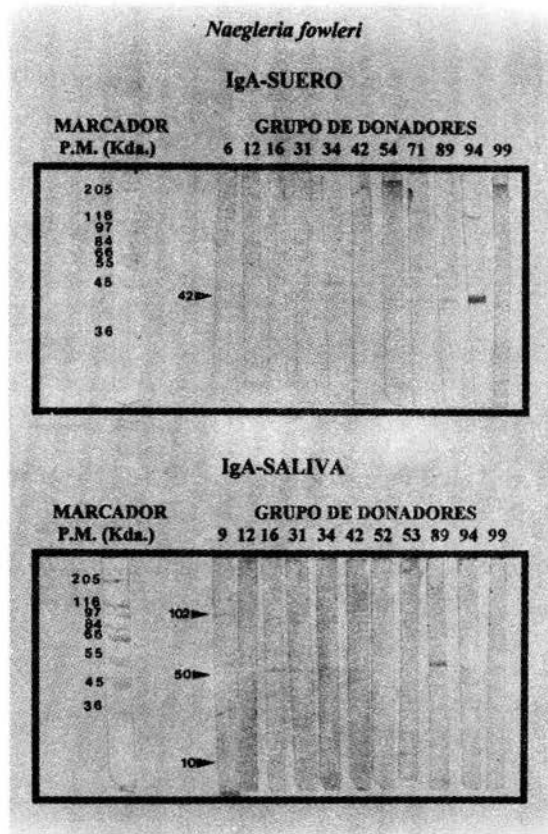 Naegleria fowleri
IgA-SUERO
MARCADOR GRUPO DE DONADORES
P.M. (Kda.) 6 12 16 31 34 42 54 71 89 94 99
205
116
97
84
66
55
45
42
36
IgA-SALIVA
MARCADOR GRUPO DE DONADORES
P.M. (Kda.) 9 12 16 31 34 42 52 53 89 94 99
205
116
102
97
84
66
55
50
45
36
10